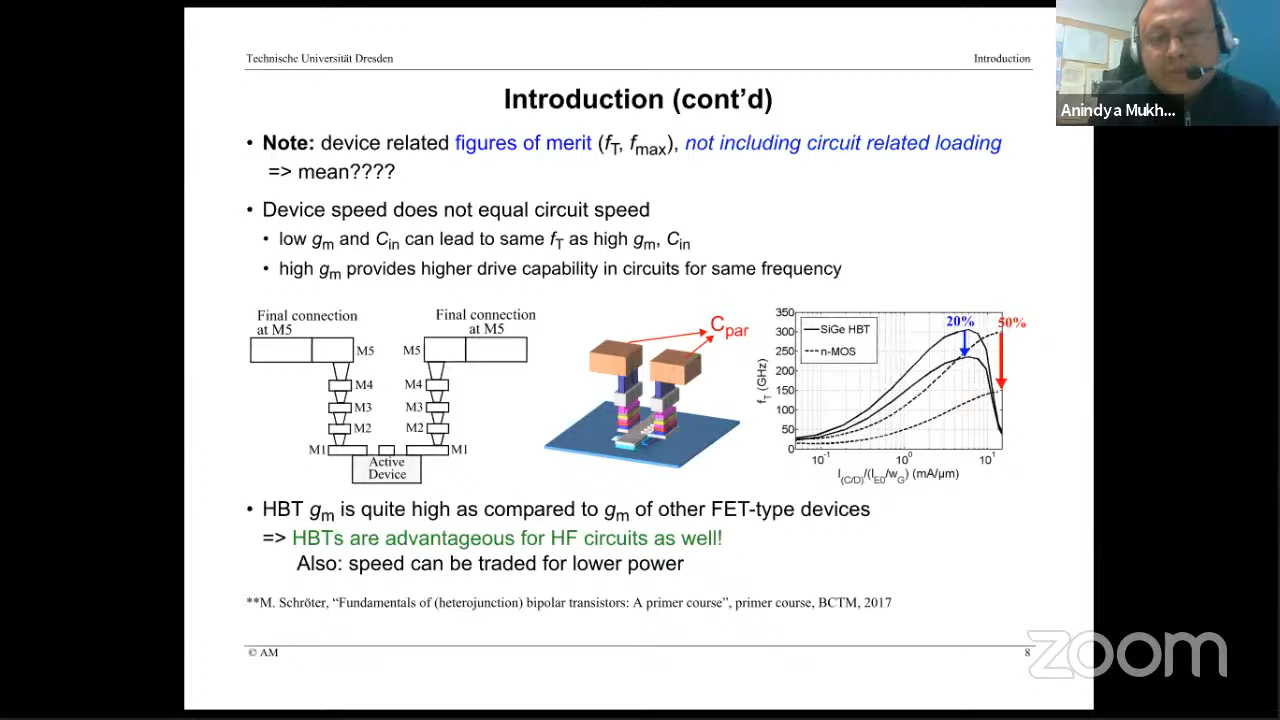 Technische Universität Dresden
Introduction
Anindya Mukh...
Introduction (cont'd)
• Note: device related figures of merit (fT, fmax), not including circuit related loading
=> mean????
• Device speed does not equal circuit speed
• low gm and Cin can lead to same fT as high gm, Cin
• high gm provides higher drive capability in circuits for same frequency
Final connection
at M5
Final connection
at M5
M5
M5
M4
M4
M3
M3
M2
M2
M1
M1
Active
Device
Cpar
350
300
250
200
150
100
50
0
fT (GHz)
SiGe HBT
n-MOS
20%
50%
10-1
100
101
I(C/D)/(lE0/wG) (mA/μm)
• HBT gm is quite high as compared to gm of other FET-type devices
=> HBTs are advantageous for HF circuits as well!
Also: speed can be traded for lower power
**M. Schröter, "Fundamentals of (heterojunction) bipolar transistors: A primer course", primer course, BCTM, 2017
© AM
8
zoom